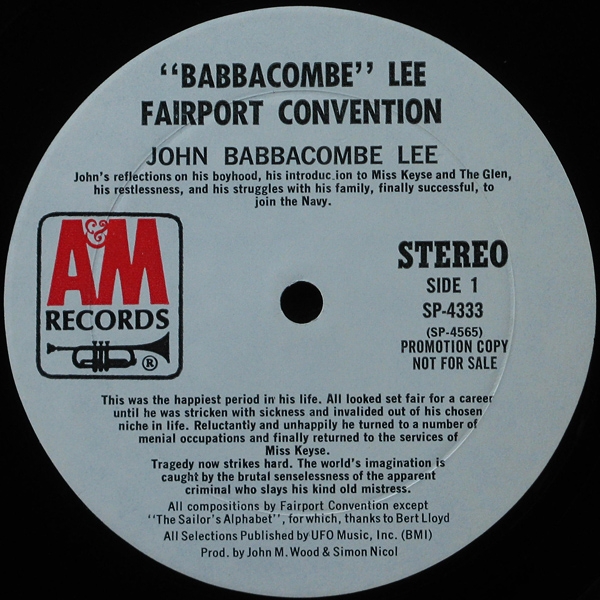 “BABBACOMBE” LEE
FAIRPORT CONVENTION
JOHN BABBACOMBE LEE
John's reflections on his boyhood, his introduc.ion to Miss Keyse and The Glen,
his restlessness, and his struggles with his family, finally successful, to
join the Navy.
A&M
RECORDS
®
STEREO
SIDE 1
SP-4333
(SP-4565)
PROMOTION COPY
NOT FOR SALE
This was the happiest period in his life. All looked set fair for a career
until he was stricken with sickness and invalided out of his chosen
niche in life. Reluctantly and unhappily he turned to a number of
menial occupations and finally returned to the services of
Miss Keyse.
Tragedy now strikes hard. The world's imagination is
caught by the brutal senselessness of the apparent
criminal who slays his kind old mistress.
All compositions by Fairport Convention except
"The Sailor's Alphabet", for which, thanks to Bert Lloyd
All Selections Published by UFO Music, Inc. (BMI)
Prod. by John M. Wood & Simon Nicol